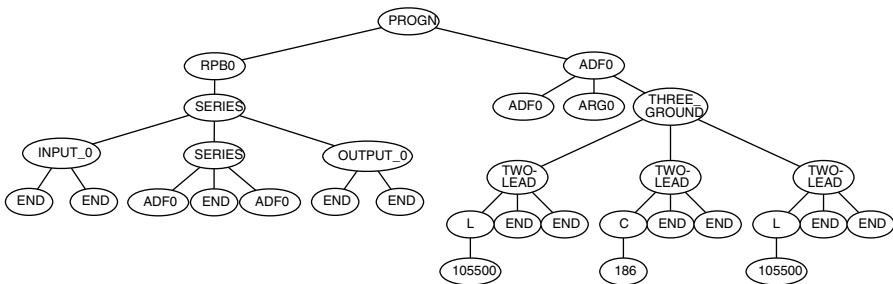 PROGN
RPB0
ADF0
SERIES
ADF0
ARG0
THREE_
GROUND
INPUT_0
SERIES
OUTPUT_0
TWO-
LEAD
TWO-
LEAD
TWO-
LEAD
END
END
ADF0
END
ADF0
END
END
L
END
END
C
END
END
L
END
END
105500
186
105500